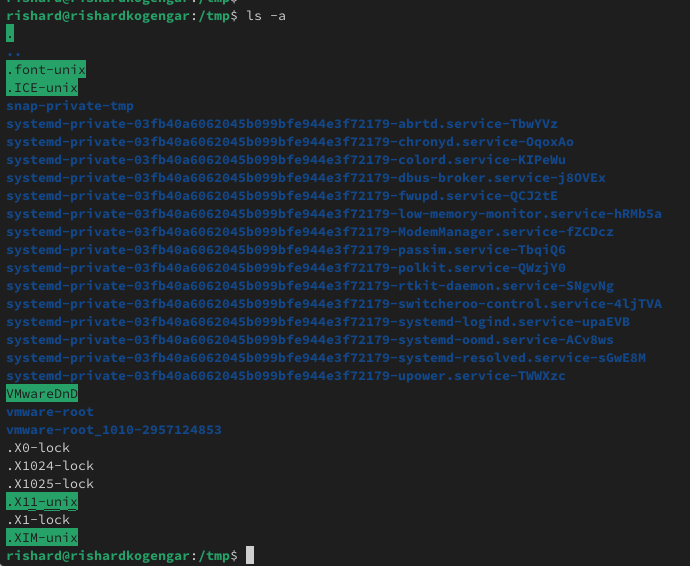 rishard@rishardkogengar:/tmp$ ls -a
.
..
.font-unix
.ICE-unix
snap-private-tmp
systemd-private-03fb40a6062045b099bfe944e3f72179-abrtd.service-TbwYVz
systemd-private-03fb40a6062045b099bfe944e3f72179-chronyd.service-OqoxAo
systemd-private-03fb40a6062045b099bfe944e3f72179-colord.service-KIPeWu
systemd-private-03fb40a6062045b099bfe944e3f72179-dbus-broker.service-j8OVEx
systemd-private-03fb40a6062045b099bfe944e3f72179-fwupd.service-QCJ2tE
systemd-private-03fb40a6062045b099bfe944e3f72179-low-memory-monitor.service-hRMb5a
systemd-private-03fb40a6062045b099bfe944e3f72179-ModemManager.service-fZCDcz
systemd-private-03fb40a6062045b099bfe944e3f72179-passim.service-TbqiQ6
systemd-private-03fb40a6062045b099bfe944e3f72179-polkit.service-QWzjY0
systemd-private-03fb40a6062045b099bfe944e3f72179-rtkit-daemon.service-SNgvNg
systemd-private-03fb40a6062045b099bfe944e3f72179-switcheroo-control.service-4ljTVA
systemd-private-03fb40a6062045b099bfe944e3f72179-systemd-logind.service-upaEVB
systemd-private-03fb40a6062045b099bfe944e3f72179-systemd-oomd.service-ACv8ws
systemd-private-03fb40a6062045b099bfe944e3f72179-systemd-resolved.service-sGwE8M
systemd-private-03fb40a6062045b099bfe944e3f72179-upower.service-TWWXzc
VMwareDnD
vmware-root
vmware-root_1010-2957124853
.X0-lock
.X1024-lock
.X1025-lock
.X11-unix
.X1-lock
.XIM-unix
rishard@rishardkogengar:/tmp$